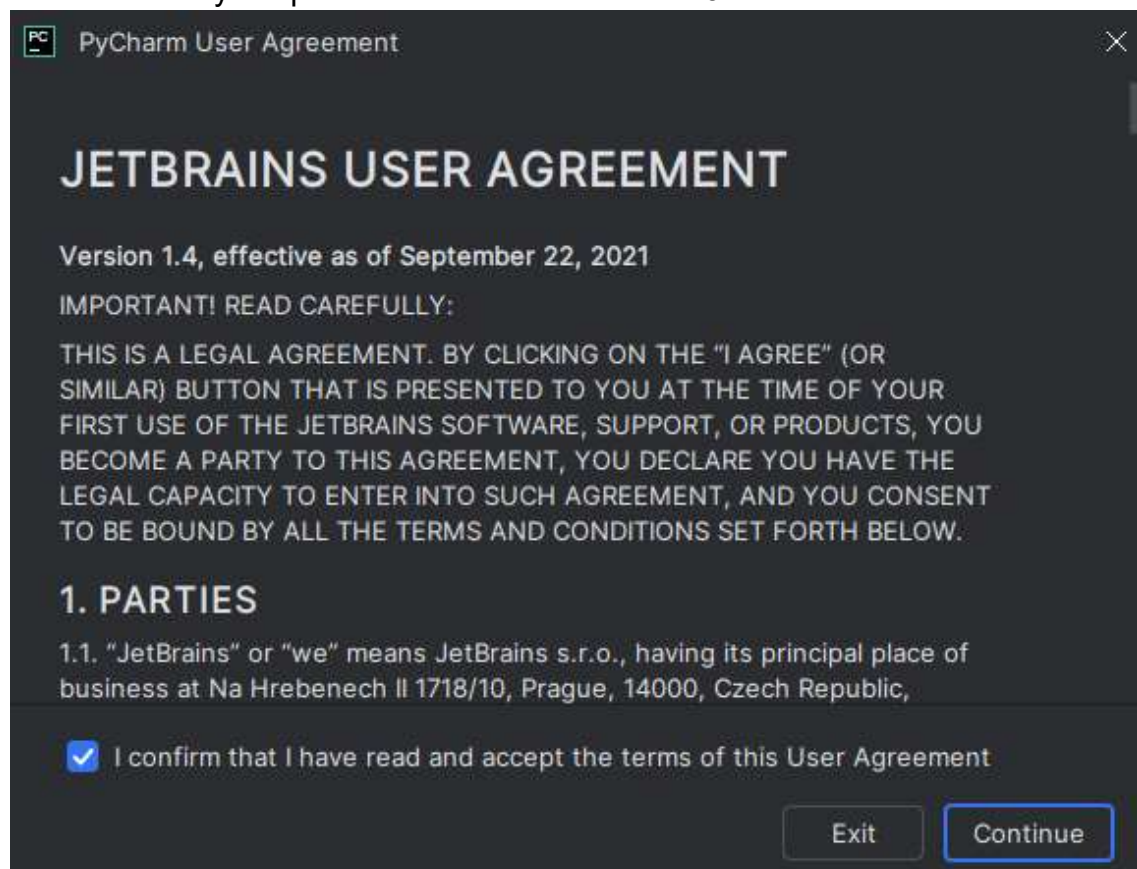 PC
PyCharm User Agreement
JETBRAINS USER AGREEMENT
Version 1.4, effective as of September 22, 2021
IMPORTANT! READ CAREFULLY:
THIS IS A LEGAL AGREEMENT. BY CLICKING ON THE “I AGREE” (OR
SIMILAR) BUTTON THAT IS PRESENTED TO YOU AT THE TIME OF YOUR
FIRST USE OF THE JETBRAINS SOFTWARE, SUPPORT, OR PRODUCTS, YOU
BECOME A PARTY TO THIS AGREEMENT, YOU DECLARE YOU HAVE THE
LEGAL CAPACITY TO ENTER INTO SUCH AGREEMENT, AND YOU CONSENT
TO BE BOUND BY ALL THE TERMS AND CONDITIONS SET FORTH BELOW.
1. PARTIES
1.1. “JetBrains” or “we” means JetBrains s.r.o., having its principal place of
business at Na Hrebenech II 1718/10, Prague, 14000, Czech Republic,
I confirm that I have read and accept the terms of this User Agreement
Exit
Continue